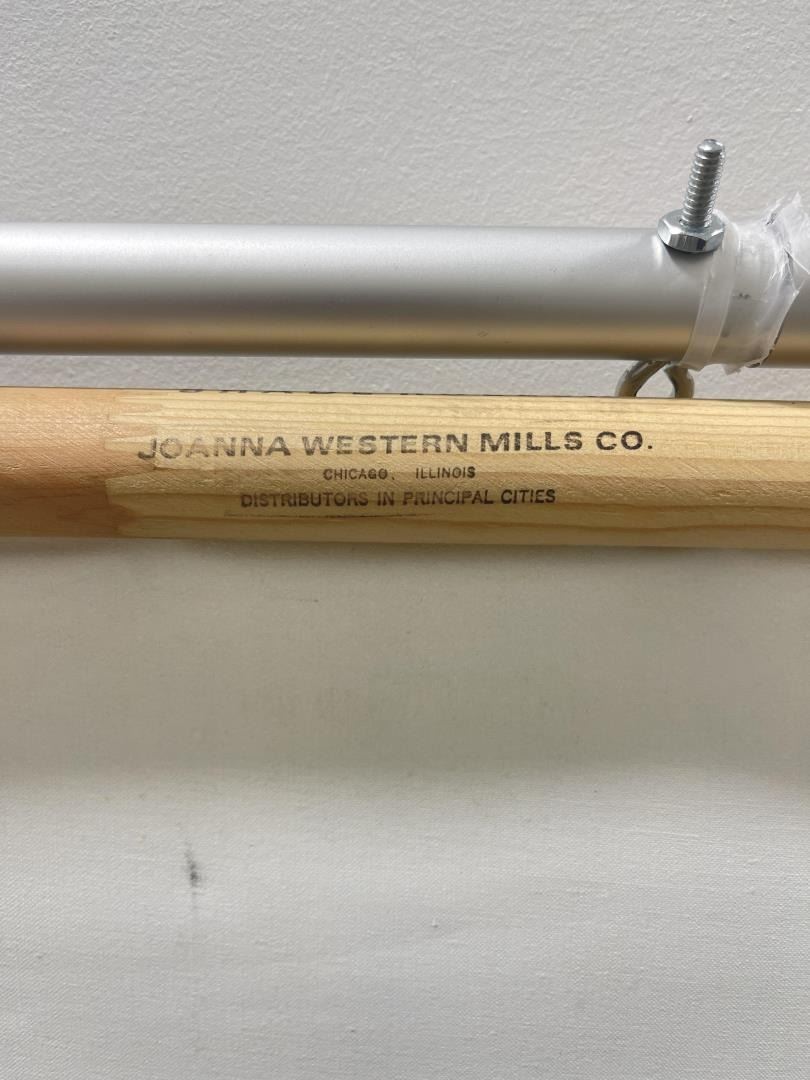 JOANNA WESTERN MILLS CO.
CHICAGO, ILLINOIS
DISTRIBUTORS IN PRINCIPAL CITIES